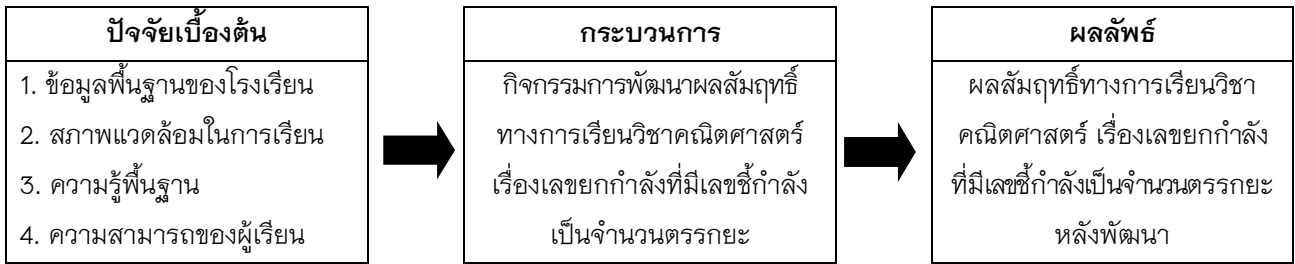 ปัจจัยเบื้องต้น
1. ข้อมูลพื้นฐานของโรงเรียน
2. สภาพแวดล้อมในการเรียน
3. ความรู้พื้นฐาน
4. ความสามารถของผู้เรียน
กระบวนการ
กิจกรรมการพัฒนาผลสัมฤทธิ์
ทางการเรียนวิชาคณิตศาสตร์
เรื่องเลขยกกำลังที่มีเลขชี้กำลัง
เป็นจำนวนตรรกยะ
ผลลัพธ์
ผลสัมฤทธิ์ทางการเรียนวิชา
คณิตศาสตร์ เรื่องเลขยกกำลัง
ที่มีเลขชี้กำลังเป็นจำนวนตรรกยะ
หลังพัฒนา